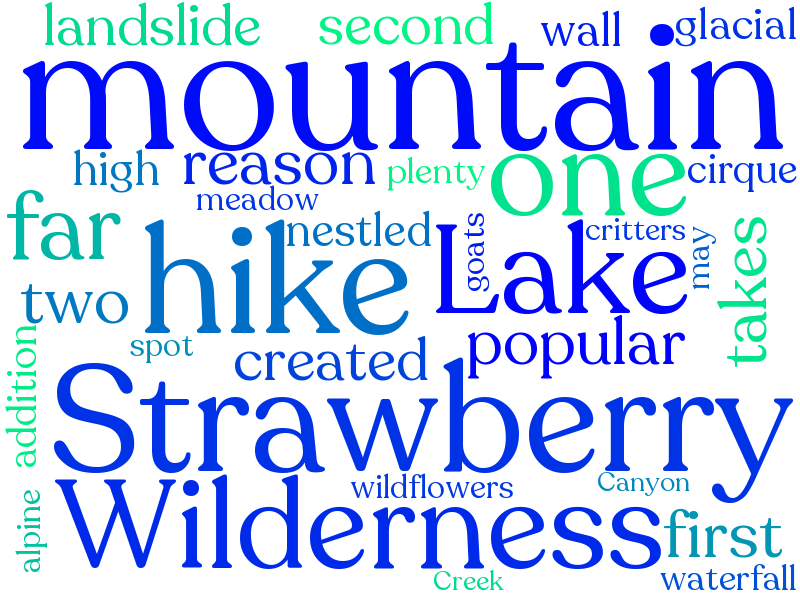 landslide second wall glacial
mountain
high reason plenty one cirque
meadow
far nestled goats critters may
hike Lake takes
two
spot created popular
addition
Strawberry
wildflowers Canyon
alpine Wilderness first
Creek waterfall